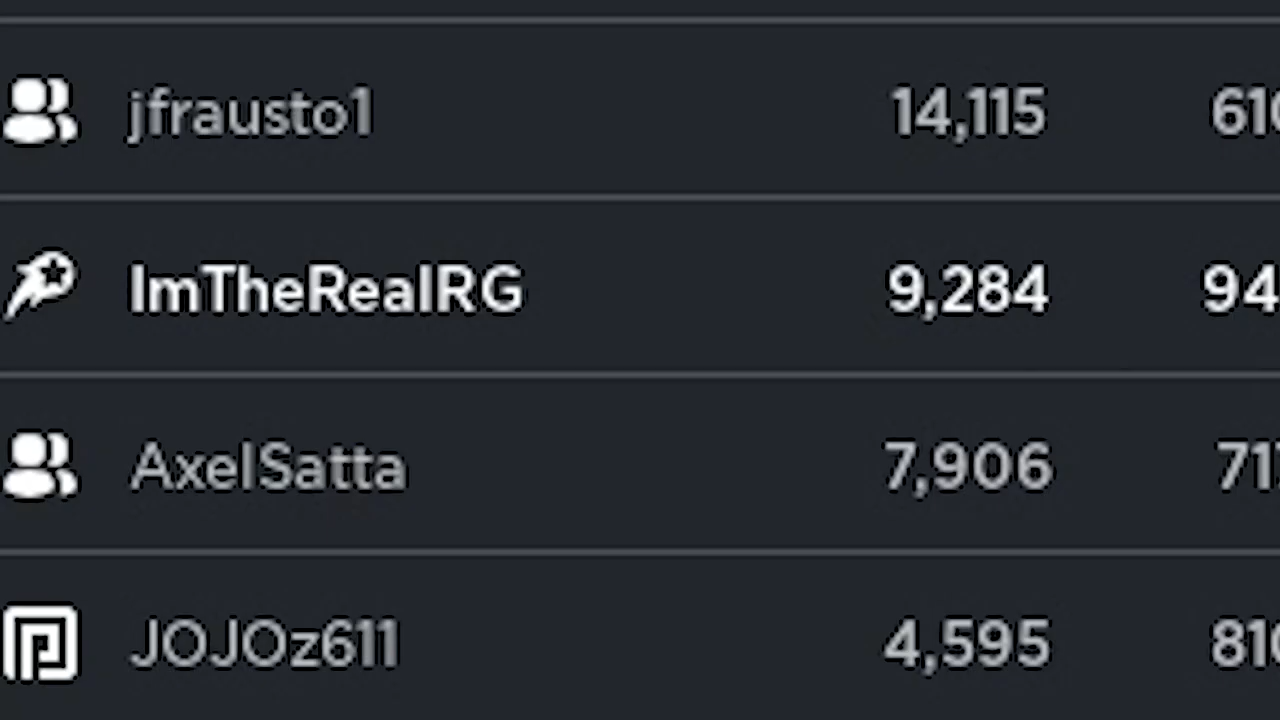 jfrausto1 14,115
ImTheRealRG 9,284
AxelSatta 7,906
JOJOz611 4,595